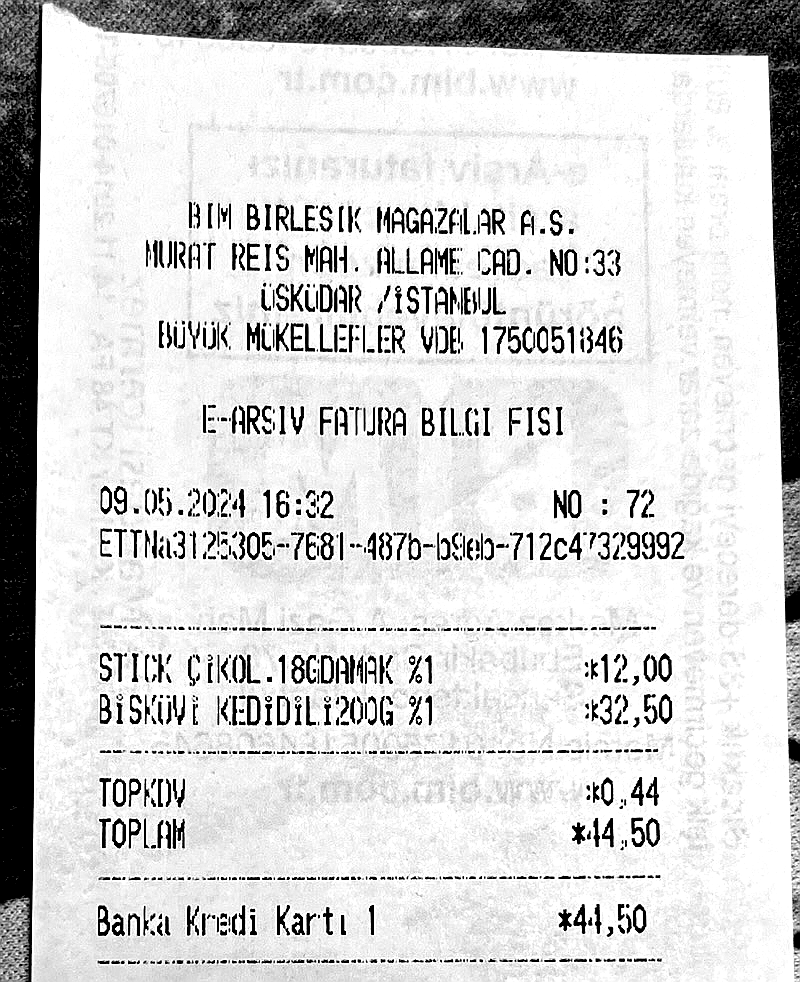 BIM BIRLESIK MAGAZALAR A.S.
MURAT REIS MAH. ALLAME CAD. NO:33
ÜSKÜDAR /İSTANBUL
BÜYÜK MÜKELLEFLER VDB 1750051846
E-ARSIV FATURA BILGI FISI
09.05.2024 16:32 NO : 72
ETTNa3125305-7681-487b-b9eb-712c47329992
STICK ÇİKOL.18GDAMAK %1 *12,00
BİSKÜVİ KEDİDİLİ200G %1 *32,50
TOPKDV *0,44
TOPLAM *44,50
Banka Kredi Kartı 1 *44,50